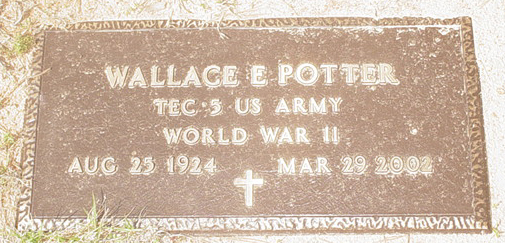 WALLACE E POTTER
TEC 5 US ARMY
WORLD WAR II
AUG 25 1924 MAR 29 2002